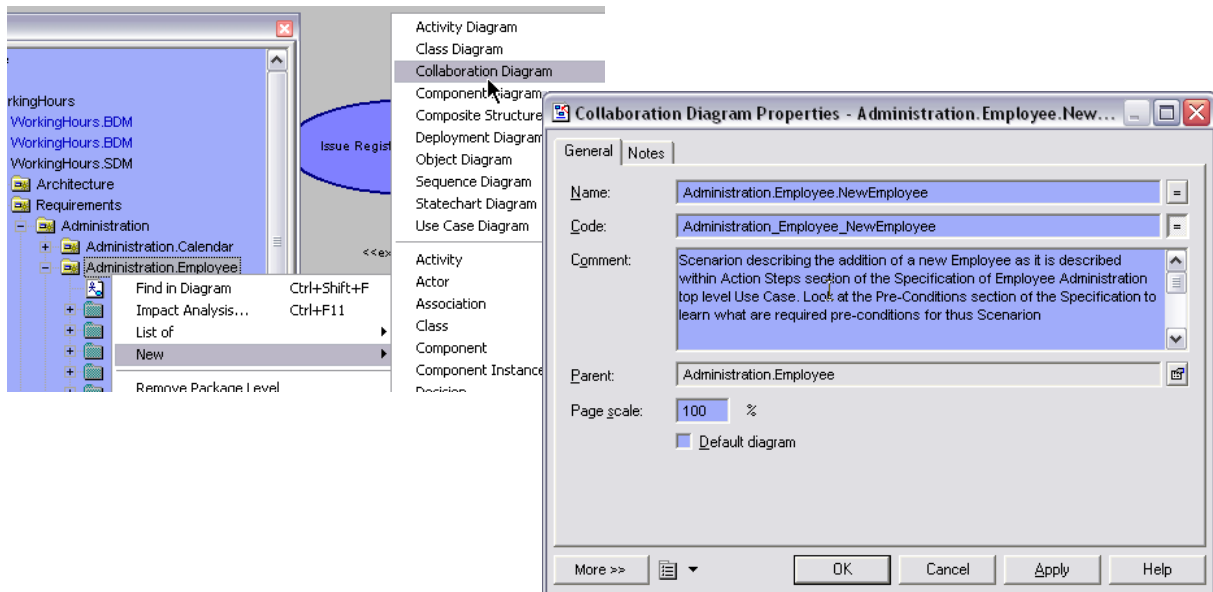 rkingHours
WorkingHours.BDM
WorkingHours.BDM
WorkingHours.SDM
Architecture
Requirements
Administration
Administration.Calendar
Administration.Employee
Find in Diagram Ctrl+Shift+F
Impact Analysis... Ctrl+F11
List of
New
Remove Package Level
Issue Regist
<<ex
Activity Diagram
Class Diagram
Collaboration Diagram
Component Diagram
Composite Structure
Deployment Diagram
Object Diagram
Sequence Diagram
Statechart Diagram
Use Case Diagram
Activity
Actor
Association
Class
Component
Component Instance
Decision
Collaboration Diagram Properties - Administration.Employee.New...
General Notes
Name: Administration.Employee.NewEmployee =
Code: Administration_Employee_NewEmployee =
Comment: Scenarion describing the addition of a new Employee as it is described
within Action Steps section of the Specification of Employee Administration
top level Use Case. Look at the Pre-Conditions section of the Specification to
learn what are required pre-conditions for thus Scenarion
Parent: Administration.Employee
Page scale: 100 %
Default diagram
More >> OK Cancel Apply Help